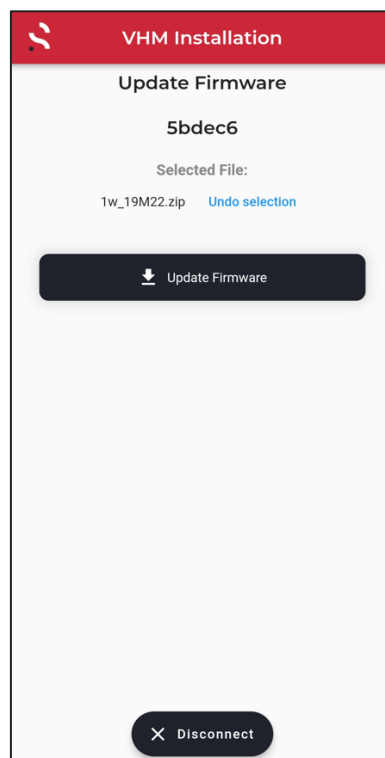 VHM Installation
Update Firmware
5bdec6
Selected File:
1w_19M22.zip Undo selection
Update Firmware
Disconnect